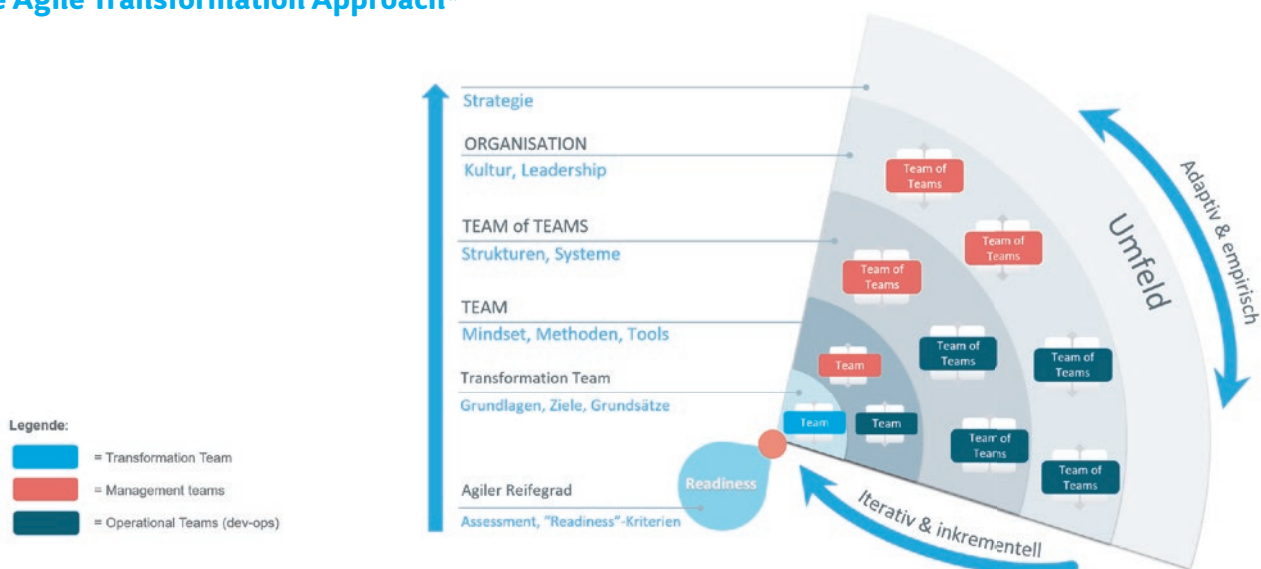 Agile Transformation Approach*
Strategie
ORGANISATION
Kultur, Leadership
TEAM of TEAMS
Strukturen, Systeme
TEAM
Mindset, Methoden, Tools
Transformation Team
Grundlagen, Ziele, Grundsätze
Agiler Reifegrad
Assessment, "Readiness"-Kriterien
Readiness
Legende:
= Transformation Team
= Management teams
= Operational Teams (dev-ops)
Team of
Teams
Team of
Teams
Team of
Teams
Team of
Teams
Team of
Teams
Team
Team
Team
Team of
Teams
Team of
Teams
Umfeld
Adaptiv & empirisch
Iterativ & inkrementell